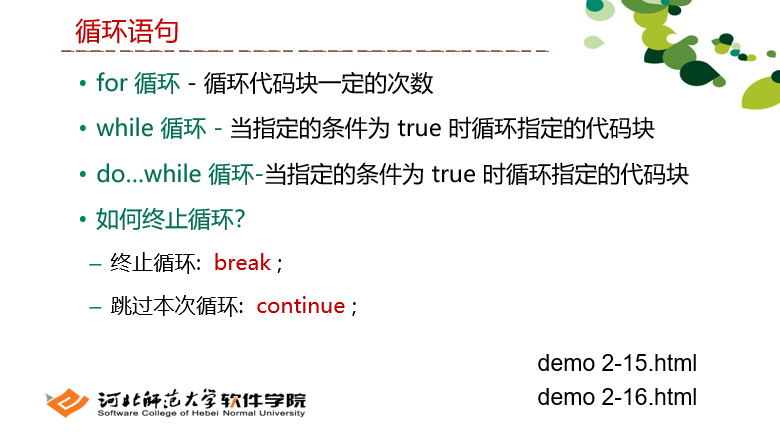 循环语句
• for 循环 - 循环代码块一定的次数
• while 循环 - 当指定的条件为 true 时循环指定的代码块
• do...while 循环-当指定的条件为 true 时循环指定的代码块
• 如何终止循环?
– 终止循环: break ;
– 跳过本次循环: continue ;
demo 2-15.html
demo 2-16.html
河北师范大学软件学院
Software College of Hebei Normal University